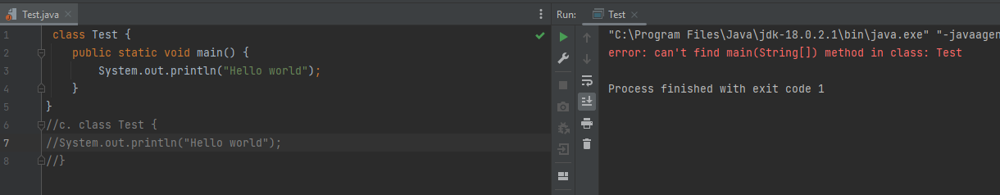 Test.java
1 class Test {
2 public static void main() {
3 System.out.println("Hello world");
4 }
5 }
6 //c. class Test {
7 //System.out.println("Hello world");
8 //}
Run: Test
"C:\Program Files\Java\jdk-18.0.2.1\bin\java.exe" "-javaagen
error: can't find main(String[]) method in class: Test
Process finished with exit code 1